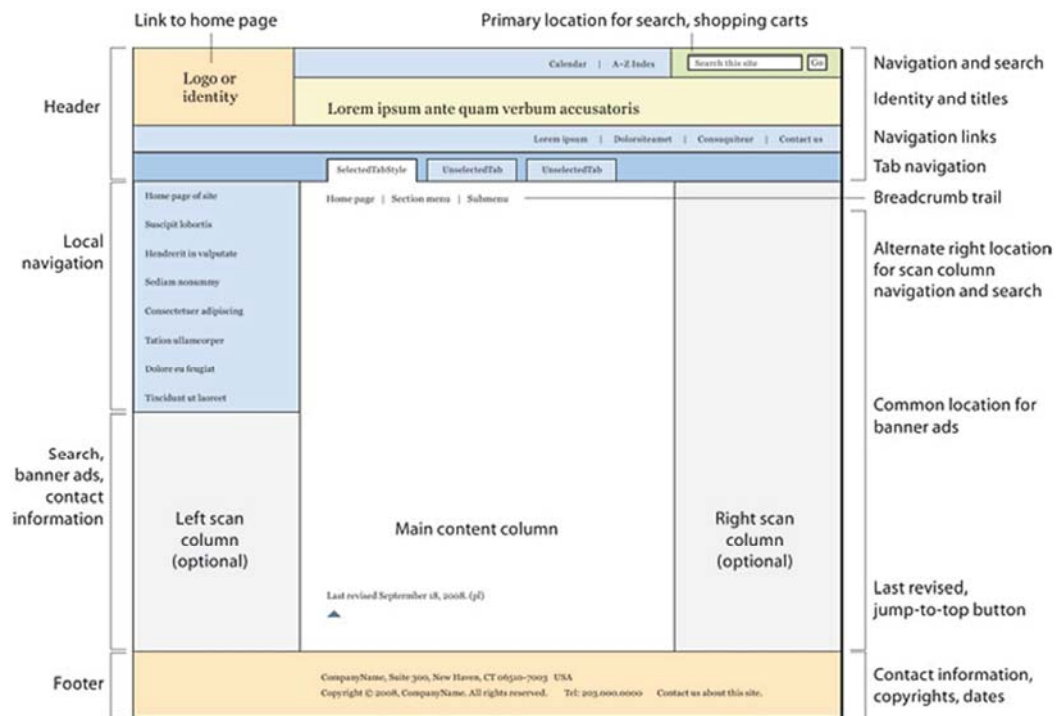 Link to home page
Primary location for search, shopping carts
Header
Logo or
identity
Calendar | A–Z Index
Search this site
Go
Navigation and search
Lorem ipsum ante quam verbum accusatoris
Identity and titles
Lorem ipsum | Dolorsiteamet | Consuquiteur | Contact us
Navigation links
SelectedTabStyle
UnselectedTab
UnselectedTab
Tab navigation
Home page | Section menu | Submenu
Breadcrumb trail
Local
navigation
Home page of site
Suscipit lobortis
Hendrerit in vulputate
Sediam nonummy
Consectetuer adipiscing
Tation ullamcorper
Dolore eu feugiat
Tincidunt ut laoreet
Alternate right location
for scan column
navigation and search
Common location for
banner ads
Search,
banner ads,
contact
information
Left scan
column
(optional)
Main content column
Right scan
column
(optional)
Last revised Septermber 18, 2008. (pl)
Last revised,
jump-to-top button
Footer
CompanyName, Suite 300, New Haven, CT 06510-7003 USA
Copyright © 2008, CompanyName. All rights reserved. Tel: 203.000.0000 Contact us about this site.
Contact information,
copyrights, dates